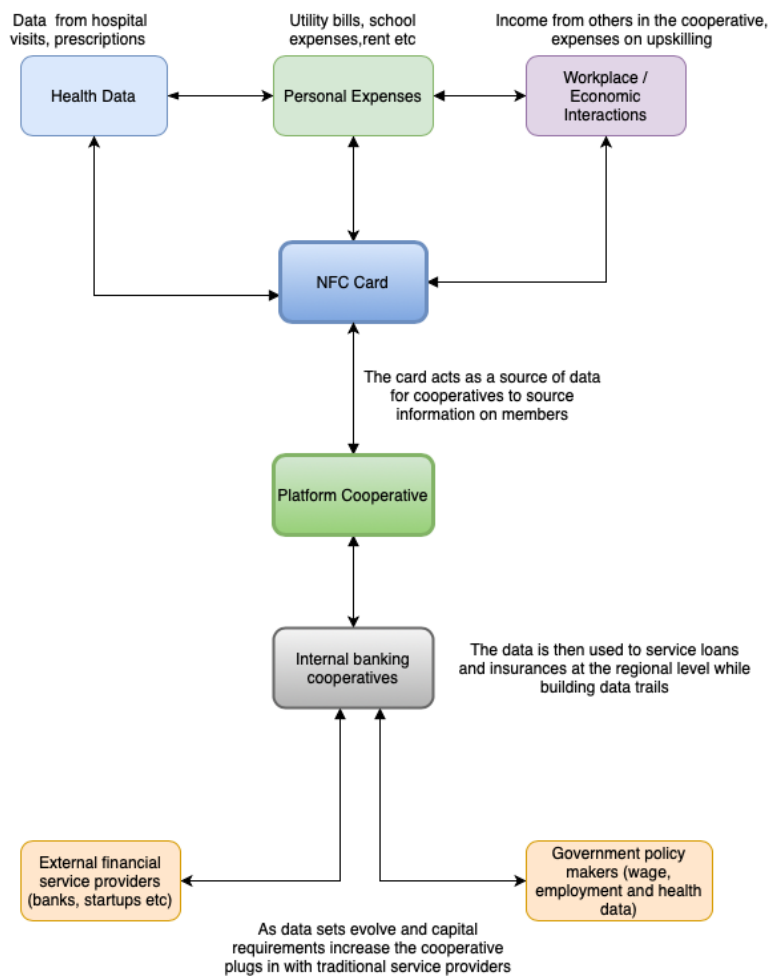 Data  from hospital
visits, prescriptions
Utility bills, school
expenses,rent etc
Income from others in the cooperative,
expenses on upskilling
Health Data
Personal Expenses
Workplace /
Economic
Interactions
NFC Card
The card acts as a source of data
for cooperatives to source
information on members
Platform Cooperative
Internal banking
cooperatives
The data is then used to service loans
and insurances at the regional level while
building data trails
External financial
service providers
(banks, startups etc)
Government policy
makers (wage,
employment and health
data)
As data sets evolve and capital
requirements increase the cooperative
plugs in with traditional service providers